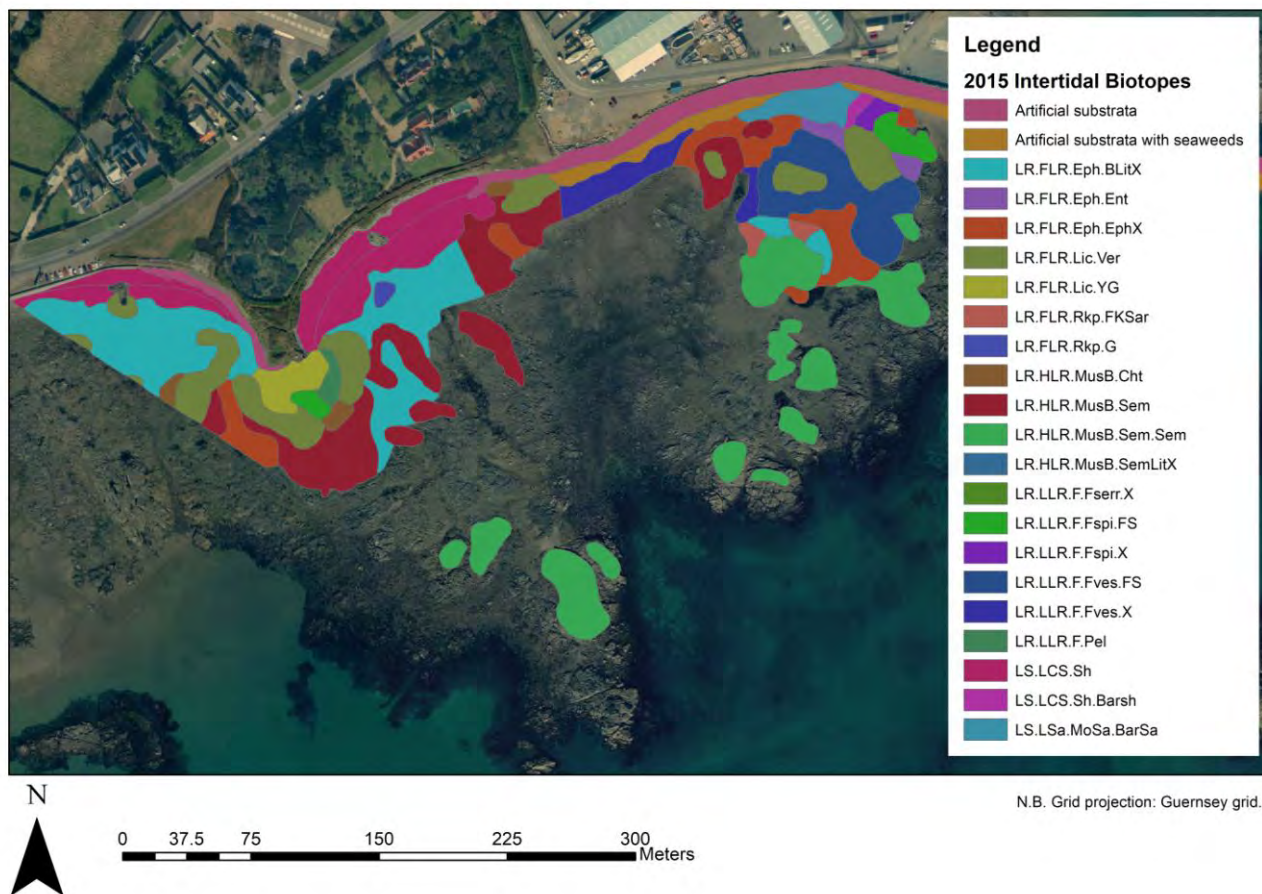 Legend
2015 Intertidal Biotopes
Artificial substrata
Artificial substrata with seaweeds
LR.FLR.Eph.BLitX
LR.FLR.Eph.Ent
LR.FLR.Eph.EphX
LR.FLR.Lic.Ver
LR.FLR.Lic.YG
LR.FLR.Rkp.FKSar
LR.FLR.Rkp.G
LR.HLR.MusB.Cht
LR.HLR.MusB.Sem
LR.HLR.MusB.Sem.Sem
LR.HLR.MusB.SemLitX
LR.LLR.F.Fserr.X
LR.LLR.F.Fspi.FS
LR.LLR.F.Fspi.X
LR.LLR.F.Fves.FS
LR.LLR.F.Fves.X
LR.LLR.F.Pel
LS.LCS.Sh
LS.LCS.Sh.Barsh
LS.LSa.MoSa.BarSa
N.B. Grid projection: Guernsey grid.
N
0 37.5 75 150 225 300
Meters